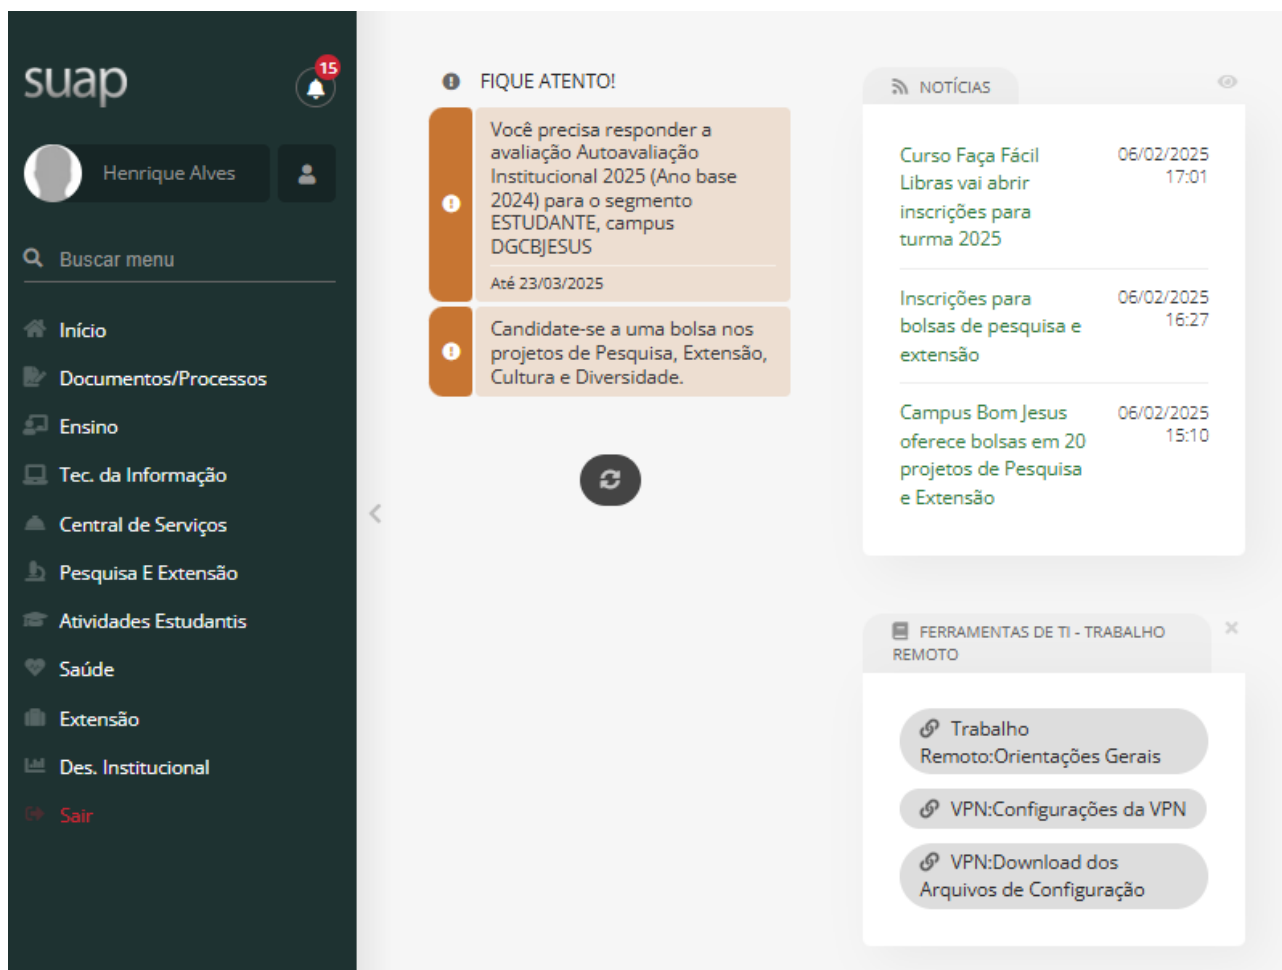 suap
15
Henrique Alves
Buscar menu
Início
Documentos/Processos
Ensino
Tec. da Informação
Central de Serviços
Pesquisa E Extensão
Atividades Estudantis
Saúde
Extensão
Des. Institucional
Sair
FIQUE ATENTO!
Você precisa responder a
avaliação Autoavaliação
Institucional 2025 (Ano base
2024) para o segmento
ESTUDANTE, campus
DGCBJESUS
Até 23/03/2025
Candidate-se a uma bolsa nos
projetos de Pesquisa, Extensão,
Cultura e Diversidade.
NOTÍCIAS
Curso Faça Fácil
Libras vai abrir
inscrições para
turma 2025
06/02/2025
17:01
Inscrições para
bolsas de pesquisa e
extensão
06/02/2025
16:27
Campus Bom Jesus
oferece bolsas em 20
projetos de Pesquisa
e Extensão
06/02/2025
15:10
FERRAMENTAS DE TI - TRABALHO
REMOTO
Trabalho
Remoto:Orientações Gerais
VPN:Configurações da VPN
VPN:Download dos
Arquivos de Configuração